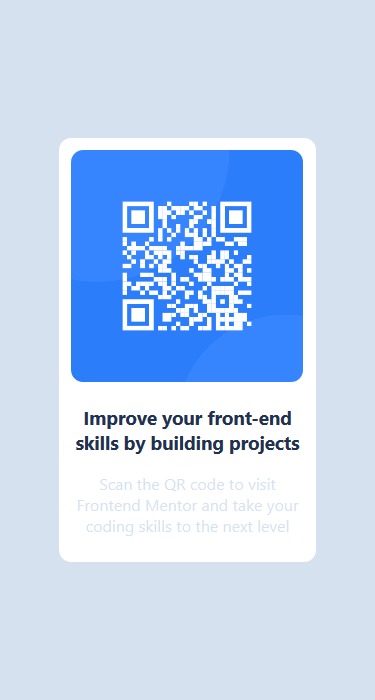 Improve your front-end
skills by building projects
Scan the QR code to visit
Frontend Mentor and take your
coding skills to the next level